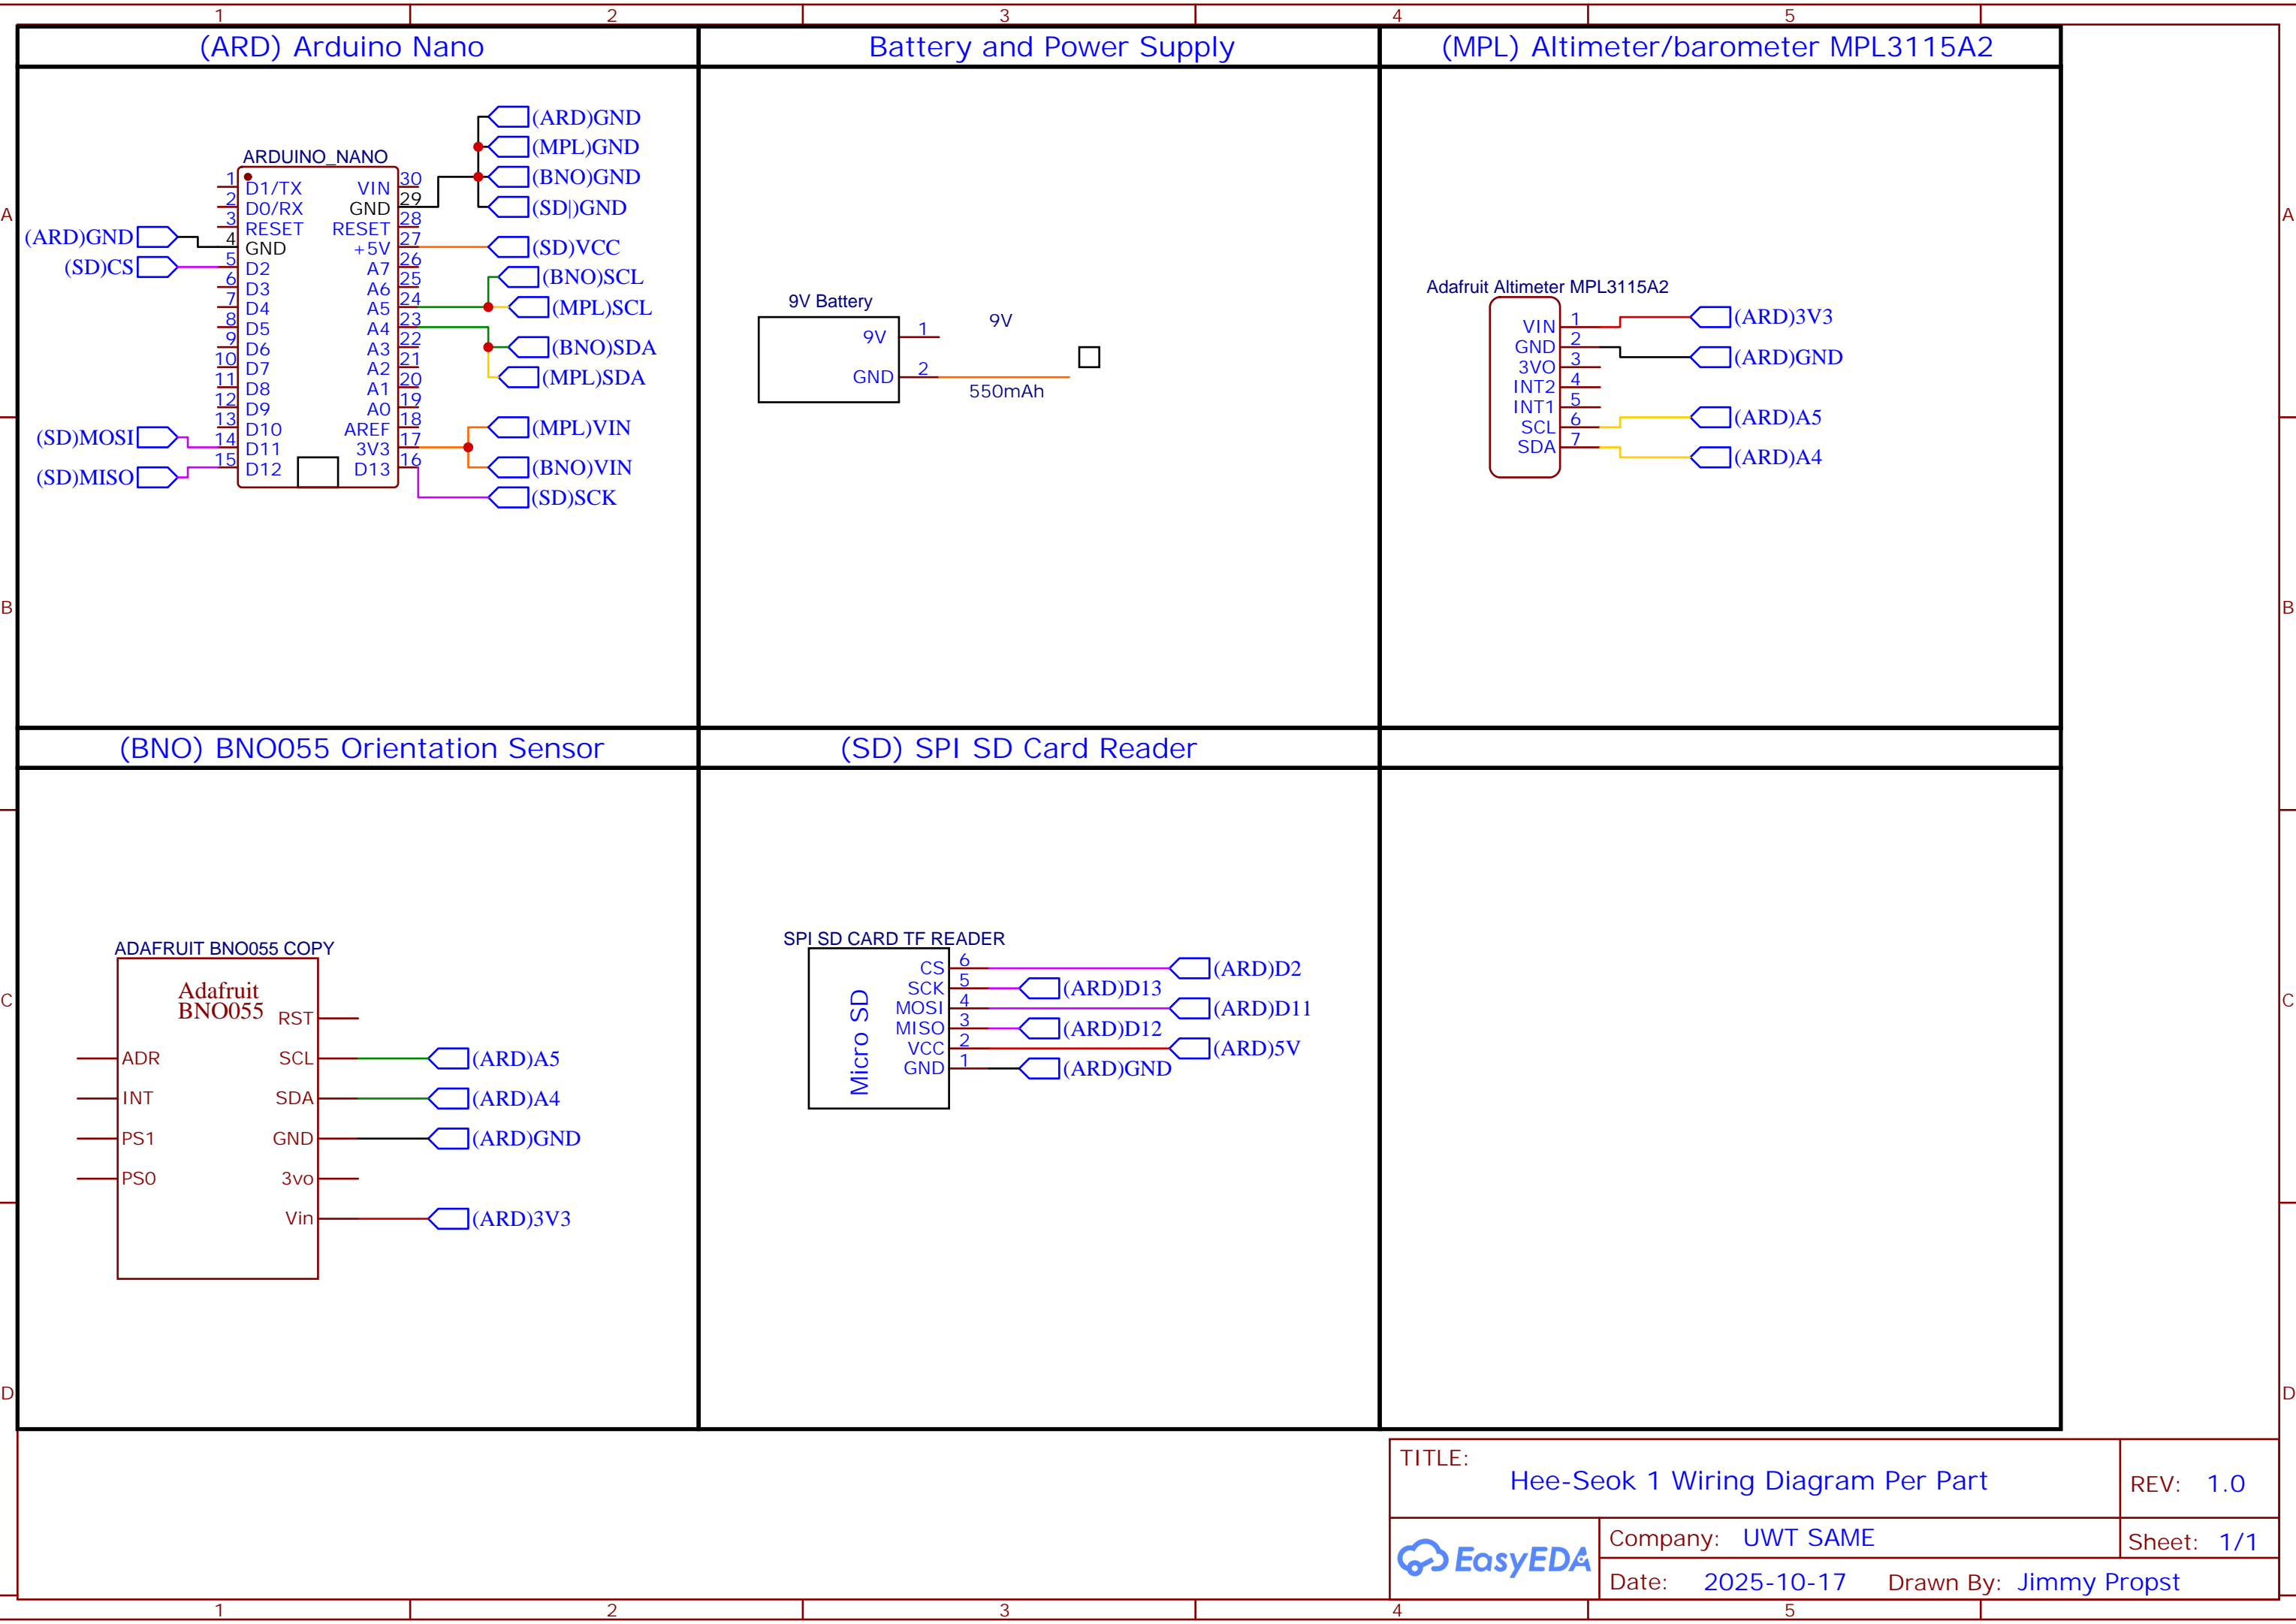 1 2 3 4 5
(ARD) Arduino Nano
Battery and Power Supply
(MPL) Altimeter/barometer MPL3115A2
A
B
C
D
A
B
C
D
ARDUINO_NANO
1 D1/TX
2 D0/RX
3 RESET
4 GND
5 D2
6 D3
7 D4
8 D5
9 D6
10 D7
11 D8
12 D9
13 D10
14 D11
15 D12
VIN 30
GND 29
RESET 28
+5V 27
A7 26
A6 25
A5 24
A4 23
A3 22
A2 21
A1 20
A0 19
AREF 18
3V3 17
D13 16
(ARD)GND
(SD)CS
(SD)MOSI
(SD)MISO
(ARD)GND
(MPL)GND
(BNO)GND
(SD|)GND
(SD)VCC
(BNO)SCL
(MPL)SCL
(BNO)SDA
(MPL)SDA
(MPL)VIN
(BNO)VIN
(SD)SCK
9V Battery
9V 1
GND 2
9V
550mAh
Adafruit Altimeter MPL3115A2
VIN 1 (ARD)3V3
GND 2 (ARD)GND
3VO 3
INT2 4
INT1 5
SCL 6 (ARD)A5
SDA 7 (ARD)A4
(BNO) BNO055 Orientation Sensor
(SD) SPI SD Card Reader
ADAFRUIT BNO055 COPY
Adafruit
BNO055
ADR
INT
PS1
PS0
RST
SCL (ARD)A5
SDA (ARD)A4
GND (ARD)GND
3vo
Vin (ARD)3V3
SPI SD CARD TF READER
Micro SD
CS 6 (ARD)D2
SCK 5 (ARD)D13
MOSI 4 (ARD)D11
MISO 3 (ARD)D12
VCC 2 (ARD)5V
GND 1 (ARD)GND
TITLE:
Hee-Seok 1 Wiring Diagram Per Part
REV: 1.0
EasyEDA
Company: UWT SAME
Sheet: 1/1
Date: 2025-10-17 Drawn By: Jimmy Propst
1 2 3 4 5